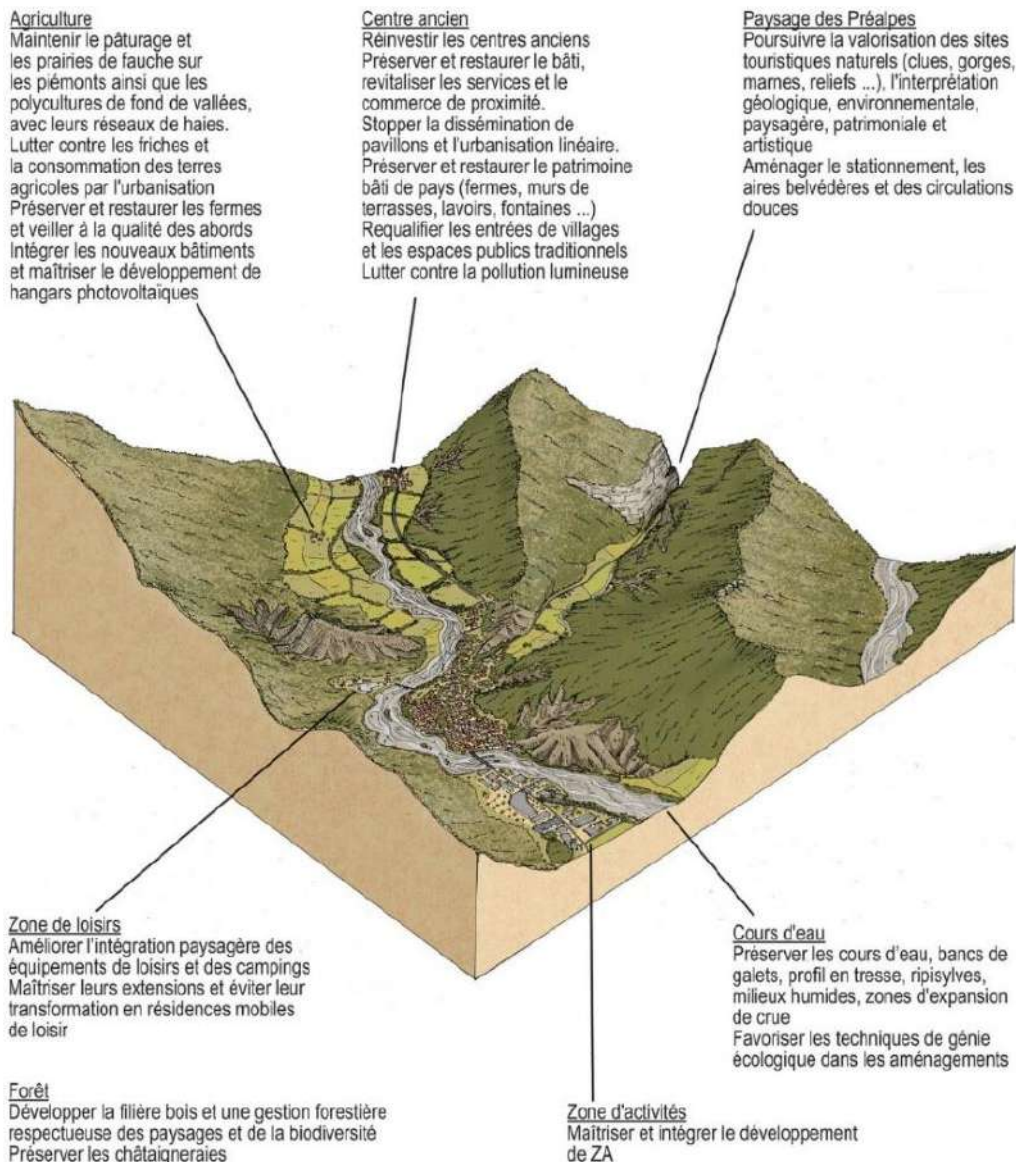 Agriculture
Maintenir le pâturage et
les prairies de fauche sur
les piémonts ainsi que les
polycultures de fond de vallées,
avec leurs réseaux de haies.
Lutter contre les friches et
la consommation des terres
agricoles par l'urbanisation
Préserver et restaurer les fermes
et veiller à la qualité des abords
Intégrer les nouveaux bâtiments
et maîtriser le développement de
hangars photovoltaïques
Centre ancien
Réinvestir les centres anciens
Préserver et restaurer le bâti,
revitaliser les services et le
commerce de proximité.
Stopper la dissémination de
pavillons et l'urbanisation linéaire.
Préserver et restaurer le patrimoine
bâti de pays (fermes, murs de
terrasses, lavoirs, fontaines ...)
Requalifier les entrées de villages
et les espaces publics traditionnels
Lutter contre la pollution lumineuse
Paysage des Préalpes
Poursuivre la valorisation des sites
touristiques naturels (clues, gorges,
marnes, reliefs ...), l'interprétation
géologique, environnementale,
paysagère, patrimoniale et
artistique
Aménager le stationnement, les
aires belvédères et des circulations
douces
Zone de loisirs
Améliorer l'intégration paysagère des
équipements de loisirs et des campings
Maîtriser leurs extensions et éviter leur
transformation en résidences mobiles
de loisir
Cours d'eau
Préserver les cours d'eau, bancs de
galets, profil en tresse, ripisylves,
milieux humides, zones d'expansion
de crue
Favoriser les techniques de génie
écologique dans les aménagements
Forêt
Développer la filière bois et une gestion forestière
respectueuse des paysages et de la biodiversité
Préserver les châtaigneraies
Zone d'activités
Maîtriser et intégrer le développement
de ZA